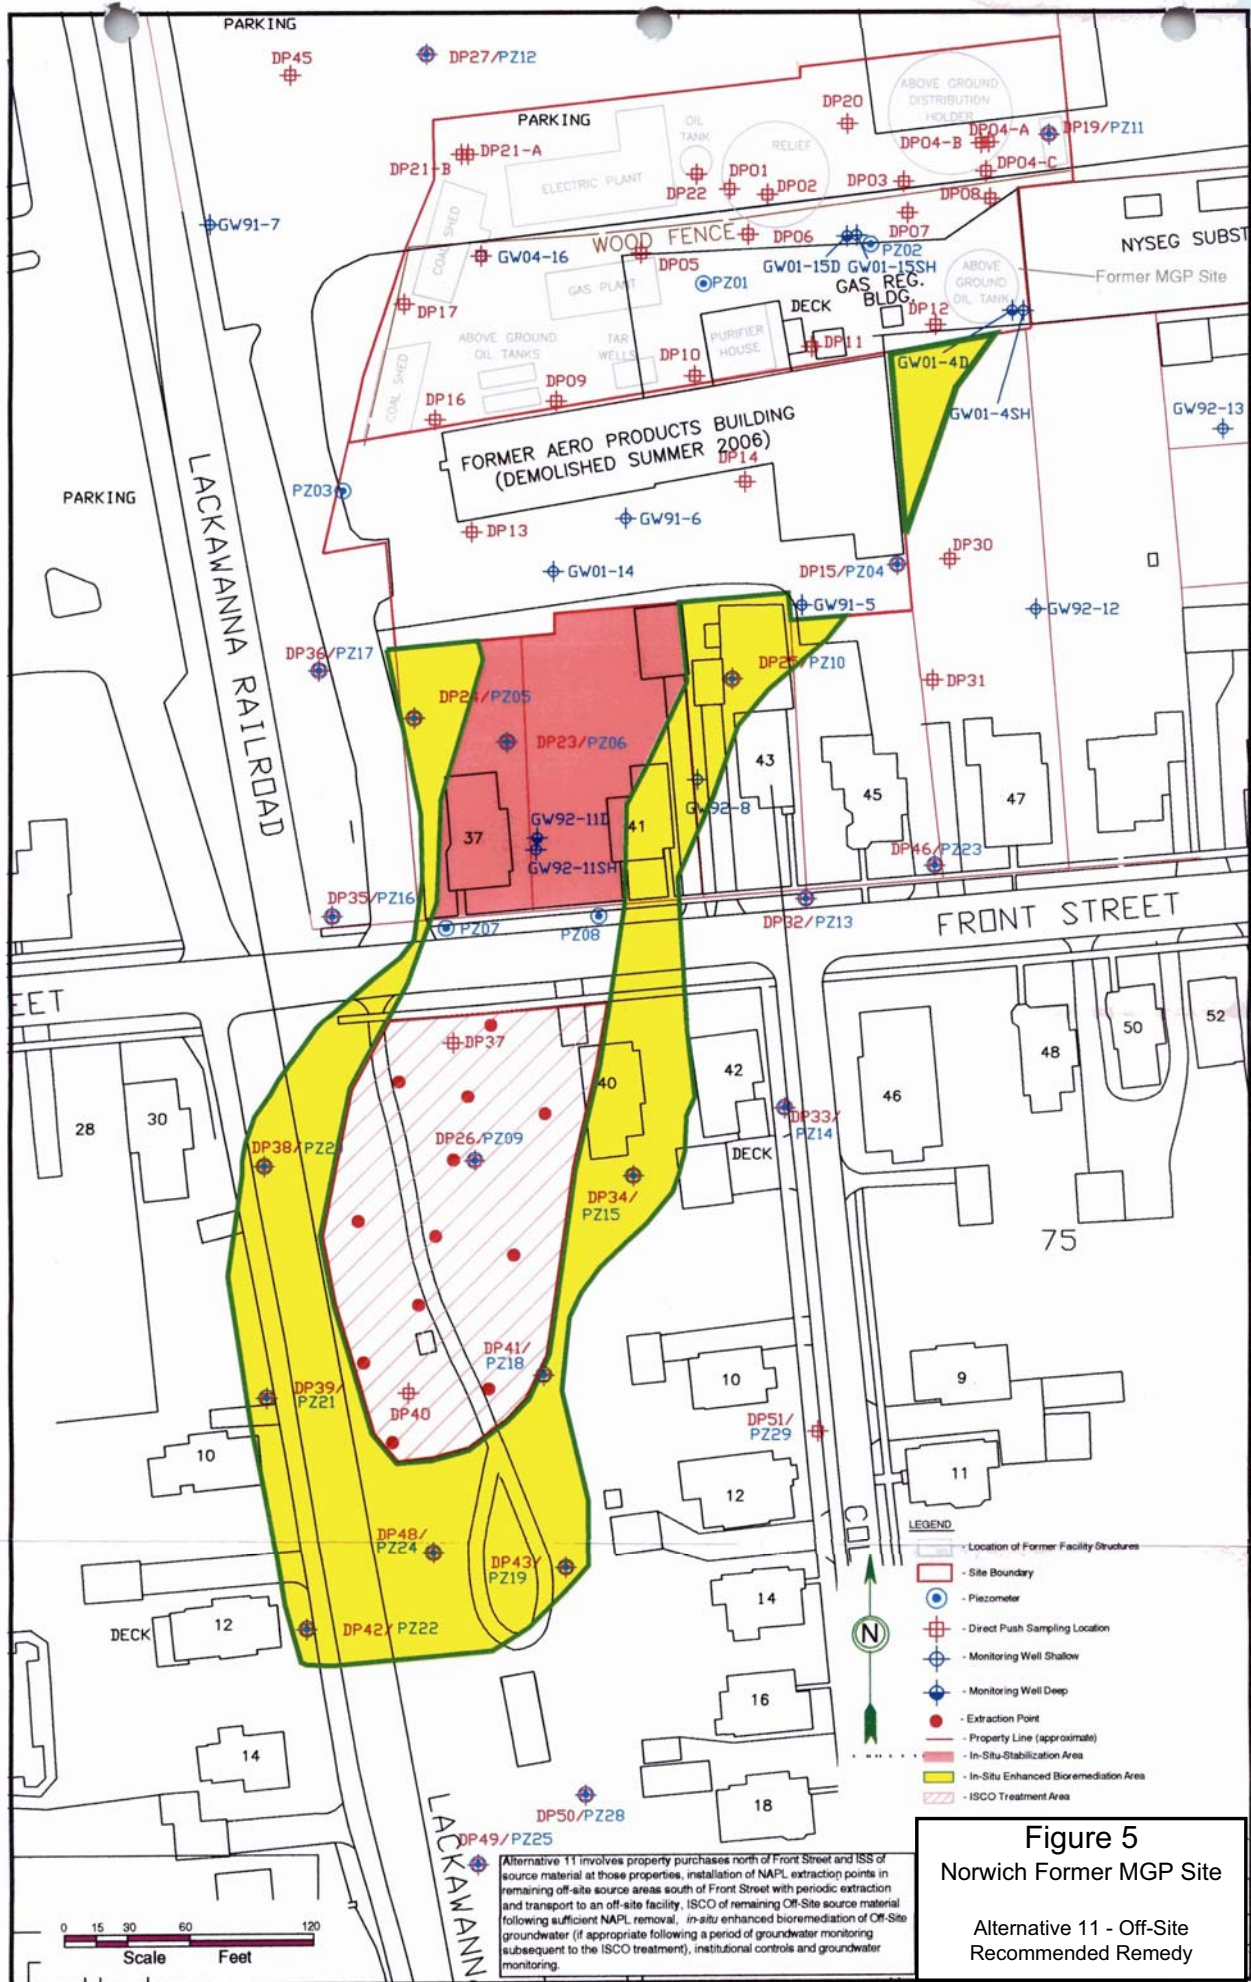 PARKING
DP45
DP27/PZ12
PARKING
OIL
TANK
DP20
ABOVE GROUND
DISTRIBUTION
HOLDER
DP04-A
DP04-B
DP19/PZ11
DP21-A
DP21-B
RELIEF
ELECTRIC PLANT
DP22
DP01
DP02
DP03
DP04-C
DP08
GW91-7
COAL SHED
GW04-16
WOOD FENCE
DP05
DP06
DP07
PZ02
GW01-15D
GW01-15SH
NYSEG SUBST
Former MGP Site
GAS PLANT
PZ01
GAS REG.
BLDG.
ABOVE
GROUND
OIL TANK
DECK
DP17
ABOVE GROUND
OIL TANKS
TAR
WELLS
PURIFIER
HOUSE
DP12
DP11
DP10
GW01-4D
COAL SHED
DP16
DP09
GW01-4SH
GW92-13
FORMER AERO PRODUCTS BUILDING
(DEMOLISHED SUMMER 2006)
DP14
PARKING
PZ03
LACKAWANNA RAILROAD
DP13
GW91-6
GW01-14
DP15/PZ04
DP30
GW91-5
GW92-12
DP36/PZ17
DP25/PZ10
DP31
DP24/PZ05
DP23/PZ06
43
45
47
GW92-8
37
GW92-11D
GW92-11SH
41
DP46/PZ23
DP35/PZ16
PZ07
PZ08
DP32/PZ13
FRONT STREET
EET
DP37
28
30
40
42
46
48
50
52
DP26/PZ09
DP33/
PZ14
DECK
DP38/PZ2
DP34/
PZ15
75
DP41/
PZ18
DP39/
PZ21
DP40
10
9
DP51/
PZ29
10
12
11
DP48/
PZ24
DP43/
PZ19
14
DECK
12
DP42/PZ22
16
14
18
DP50/PZ28
DP49/PZ25
LACKAWANN
LEGEND
- Location of Former Facility Structures
- Site Boundary
- Piezometer
- Direct Push Sampling Location
- Monitoring Well Shallow
- Monitoring Well Deep
- Extraction Point
- Property Line (approximate)
- In-Situ-Stabilization Area
- In-Situ Enhanced Bioremediation Area
- ISCO Treatment Area
N
Alternative 11 involves property purchases north of Front Street and ISS of
source material at those properties, installation of NAPL extraction points in
remaining off-site source areas south of Front Street with periodic extraction
and transport to an off-site facility, ISCO of remaining Off-Site source material
following sufficient NAPL removal, in-situ enhanced bioremediation of Off-Site
groundwater (if appropriate following a period of groundwater monitoring
subsequent to the ISCO treatment), institutional controls and groundwater
monitoring.
0 15 30 60 120
Scale Feet
Figure 5
Norwich Former MGP Site
Alternative 11 - Off-Site
Recommended Remedy